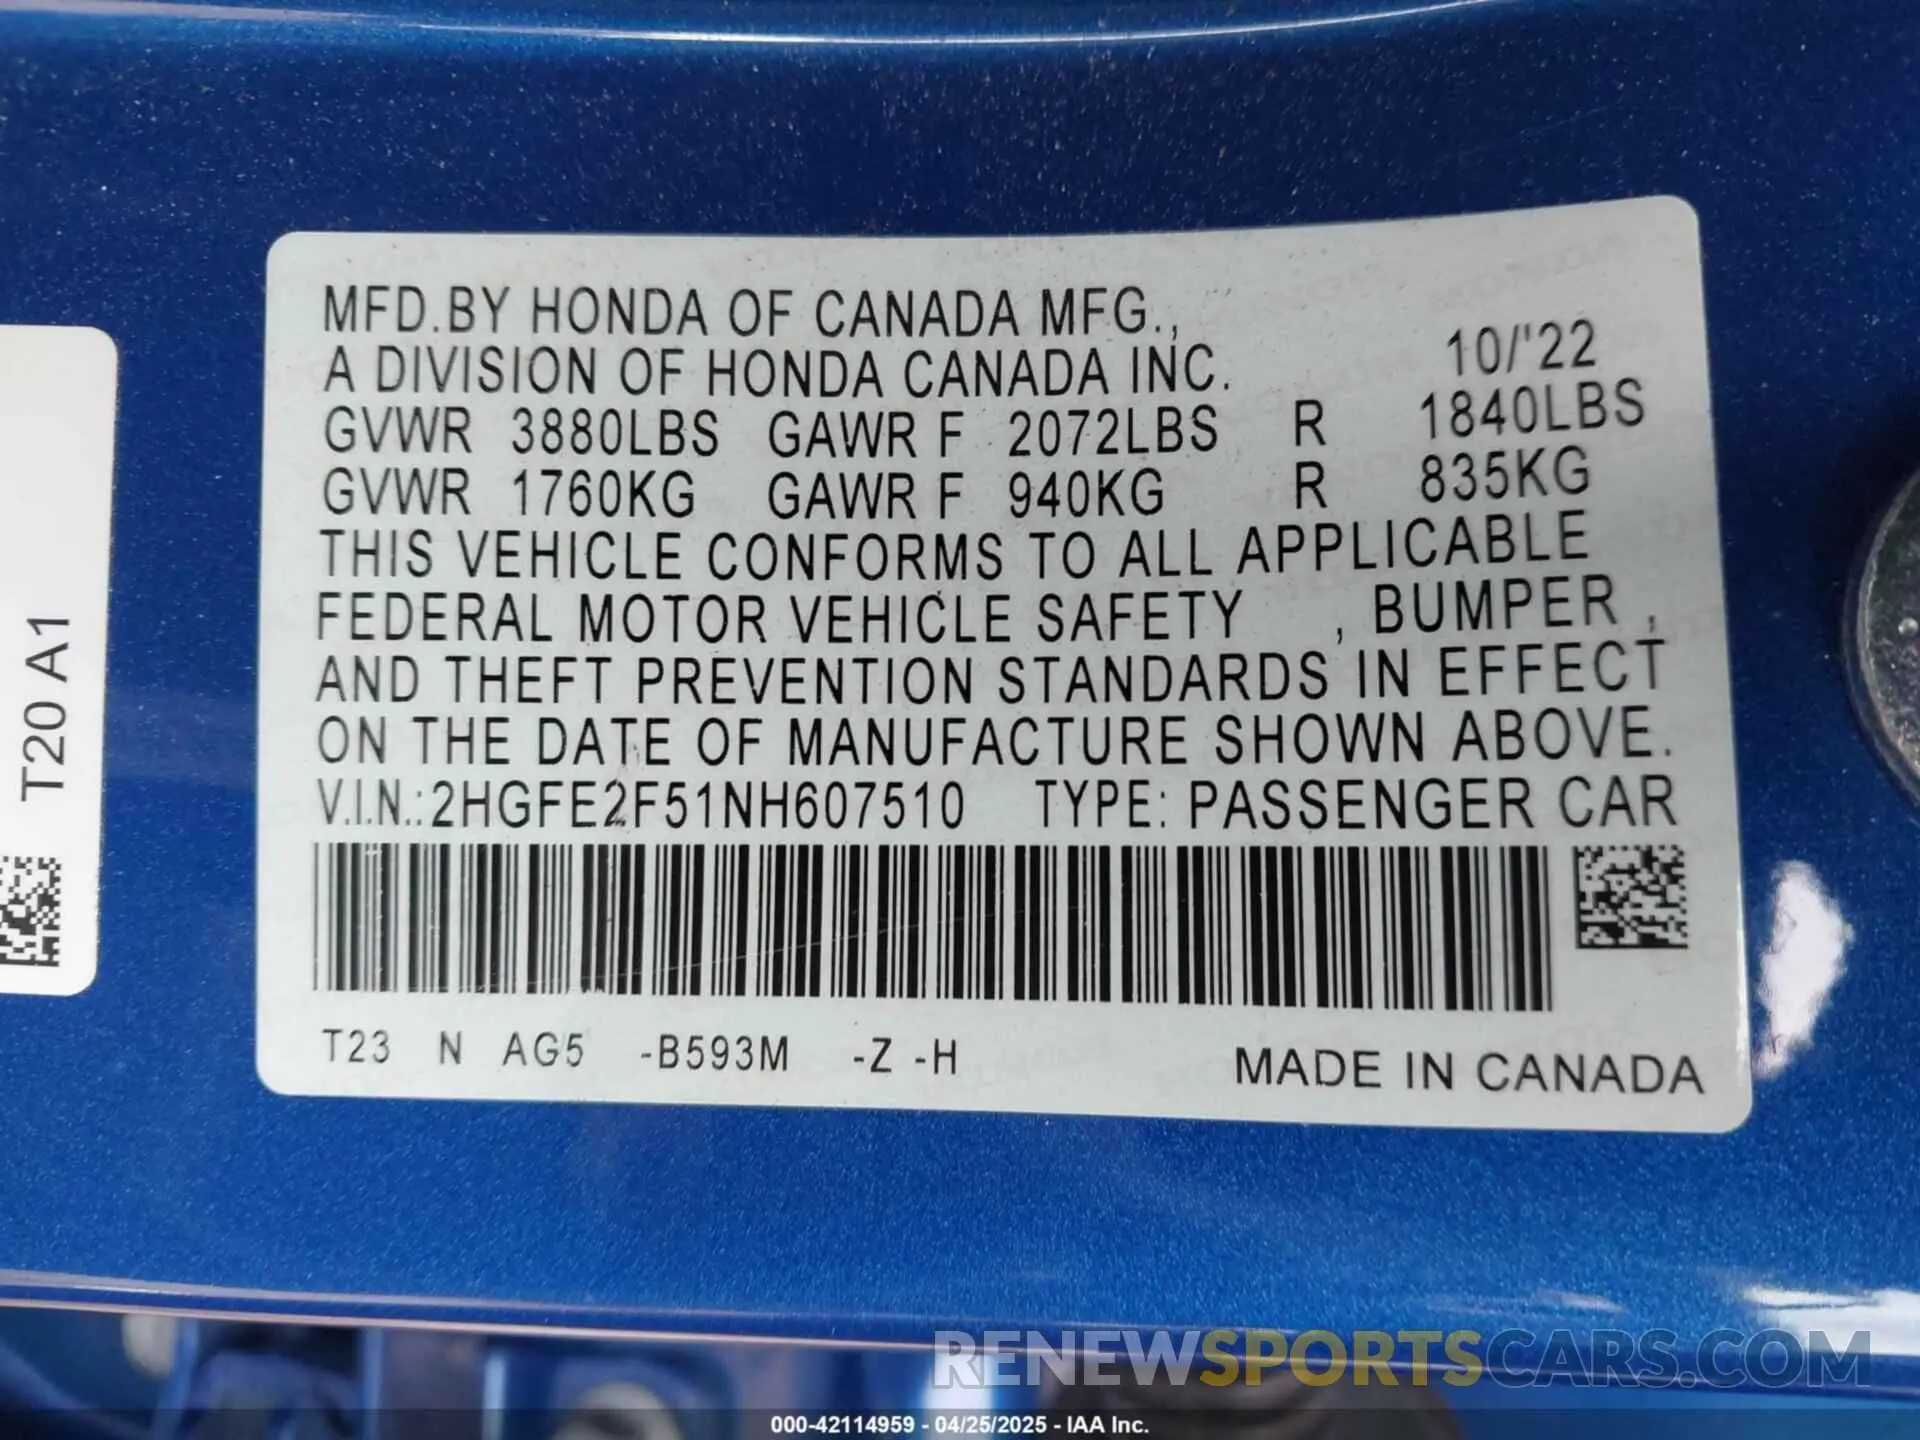 MFD.BY HONDA OF CANADA MFG.,
A DIVISION OF HONDA CANADA INC. 10/'22
GVWR 3880LBS GAWR F 2072LBS R 1840LBS
GVWR 1760KG GAWR F 940KG R 835KG
THIS VEHICLE CONFORMS TO ALL APPLICABLE
FEDERAL MOTOR VEHICLE SAFETY , BUMPER ,
AND THEFT PREVENTION STANDARDS IN EFFECT
ON THE DATE OF MANUFACTURE SHOWN ABOVE.
V.I.N.:2HGFE2F51NH607510 TYPE: PASSENGER CAR
T23 N AG5 -B593M -Z -H
MADE IN CANADA
T20 A1
RENEWSPORTSCARS.COM
000-42114959 - 04/25/2025 - IAA Inc.